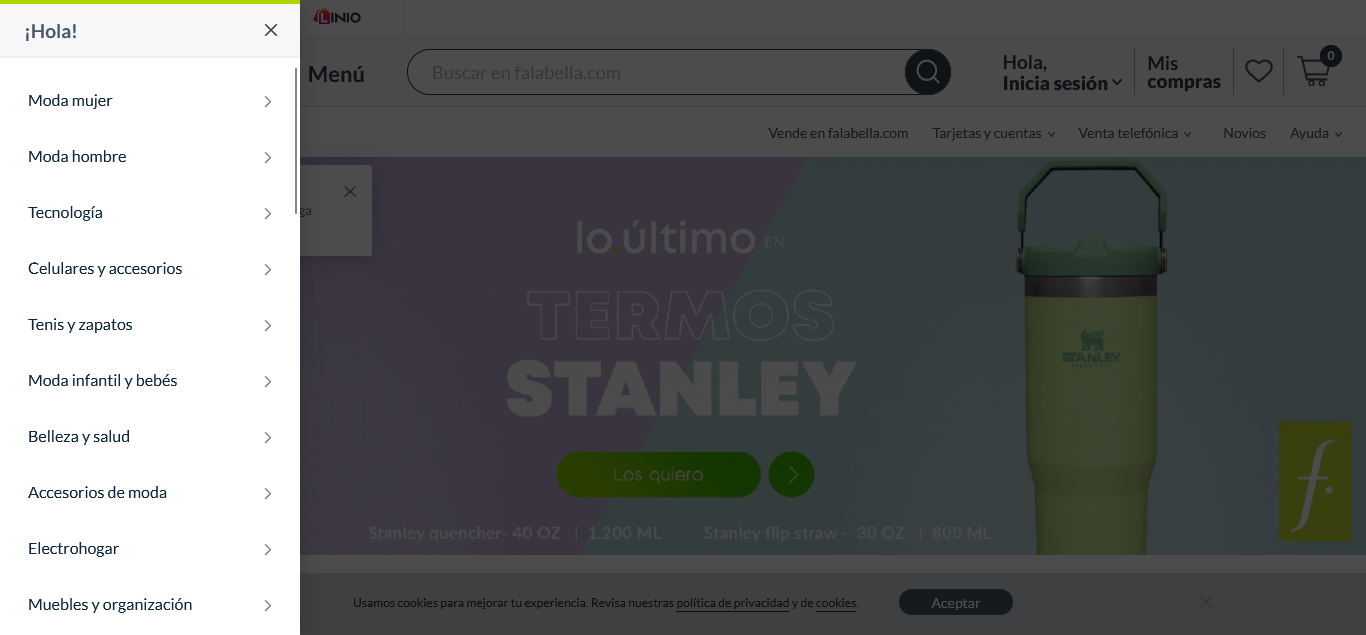 ¡Hola!
Moda mujer
Moda hombre
Tecnología
Celulares y accesorios
Tenis y zapatos
Moda infantil y bebés
Belleza y salud
Accesorios de moda
Electrohogar
Muebles y organización
LINIO
Menú
Buscar en falabella.com
Hola,
Inicia sesión
Mis
compras
0
Vende en falabella.com
Tarjetas y cuentas
Venta telefónica
Novios
Ayuda
lo.último EN
TERMOS
STANLEY
Los quiero
Stanley quencher- 40 OZ | 1.200 ML
Stanley flip straw - 30 OZ | 800 ML
STANLEY
f.
Usamos cookies para mejorar tu experiencia. Revisa nuestras política de privacidad y de cookies.
Aceptar